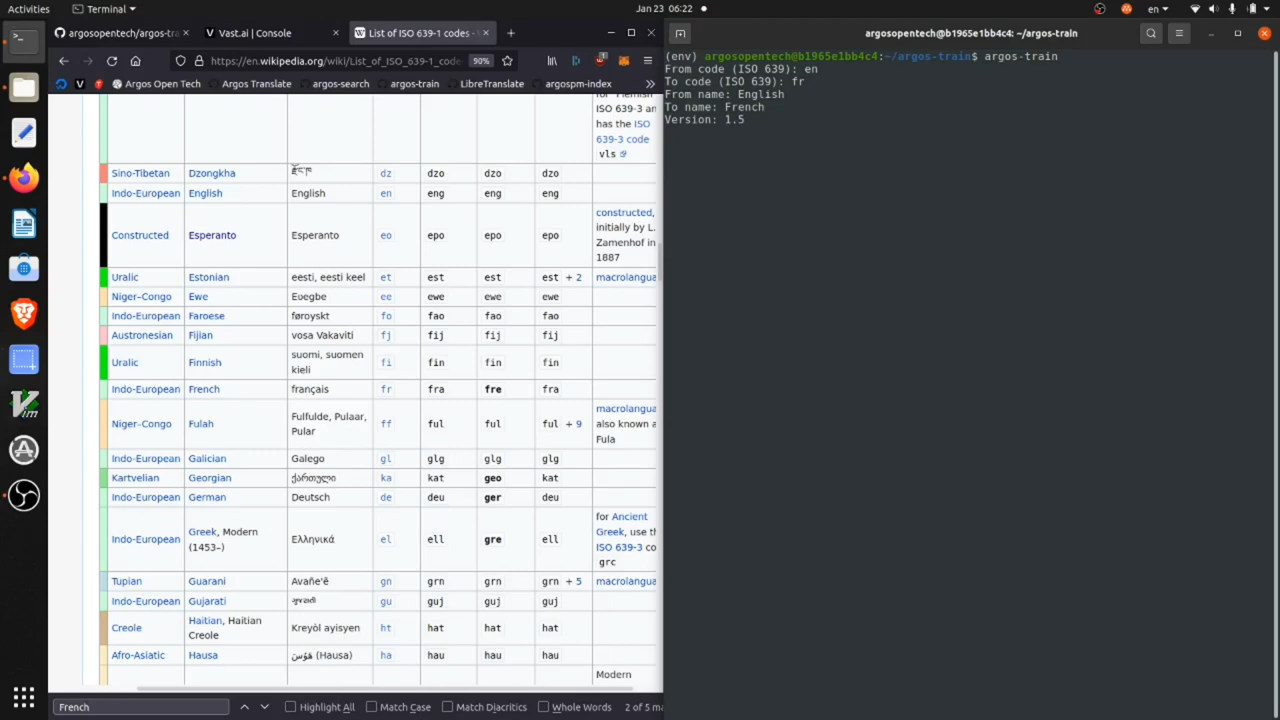 Activities
Terminal
Jan 23 06:22
en
argosopentech/argos-tra
Vast.ai | Console
List of ISO 639-1 codes -
https://en.wikipedia.org/wiki/List_of_ISO_639-1_code
90%
Argos Open Tech
Argos Translate
argos-search
argos-train
LibreTranslate
argospm-index
ISO 639-3 an
has the ISO
639-3 code
vls
Sino-Tibetan Dzongkha རྫོང་ཁ dz dzo dzo dzo
Indo-European English English en eng eng eng
Constructed Esperanto Esperanto eo epo epo epo
constructed,
initially by L.
Zamenhof in
1887
Uralic Estonian eesti, eesti keel et est est est + 2 macrolangua
Niger–Congo Ewe Eʋegbe ee ewe ewe ewe
Indo-European Faroese føroyskt fo fao fao fao
Austronesian Fijian vosa Vakaviti fj fij fij fij
Uralic Finnish suomi, suomen kieli fi fin fin fin
Indo-European French français fr fra fre fra
Niger–Congo Fulah Fulfulde, Pulaar, Pular ff ful ful ful + 9
macrolangua
also known a
Fula
Indo-European Galician Galego gl glg glg glg
Kartvelian Georgian ქართული ka kat geo kat
Indo-European German Deutsch de deu ger deu
Indo-European Greek, Modern (1453–) Ελληνικά el ell gre ell
for Ancient
Greek, use th
ISO 639-3 co
grc
Tupian Guarani Avañe'ẽ gn grn grn grn + 5 macrolangua
Indo-European Gujarati ગુજરાતી gu guj guj guj
Creole Haitian, Haitian Creole Kreyòl ayisyen ht hat hat hat
Afro-Asiatic Hausa هَوُسَ (Hausa) ha hau hau hau
Modern
French
Highlight All
Match Case
Match Diacritics
Whole Words
2 of 5 ma
argosopentech@b1965e1bb4c4: ~/argos-train
(env) argosopentech@b1965e1bb4c4:~/argos-train$ argos-train
From code (ISO 639): en
To code (ISO 639): fr
From name: English
To name: French
Version: 1.5